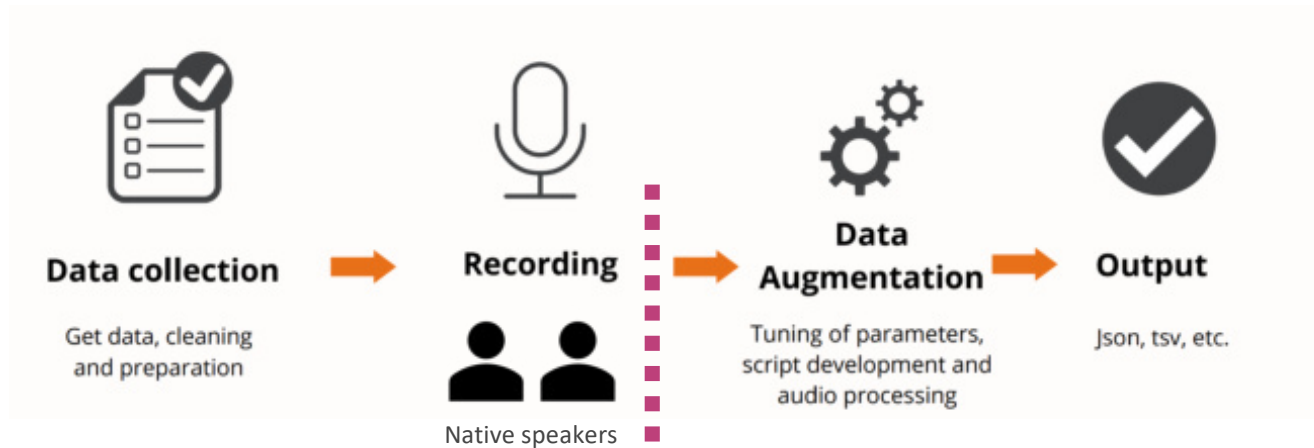 Data collection
Get data, cleaning
and preparation
Recording
Native speakers
Data
Augmentation
Tuning of parameters,
script development and
audio processing
Output
Json, tsv, etc.